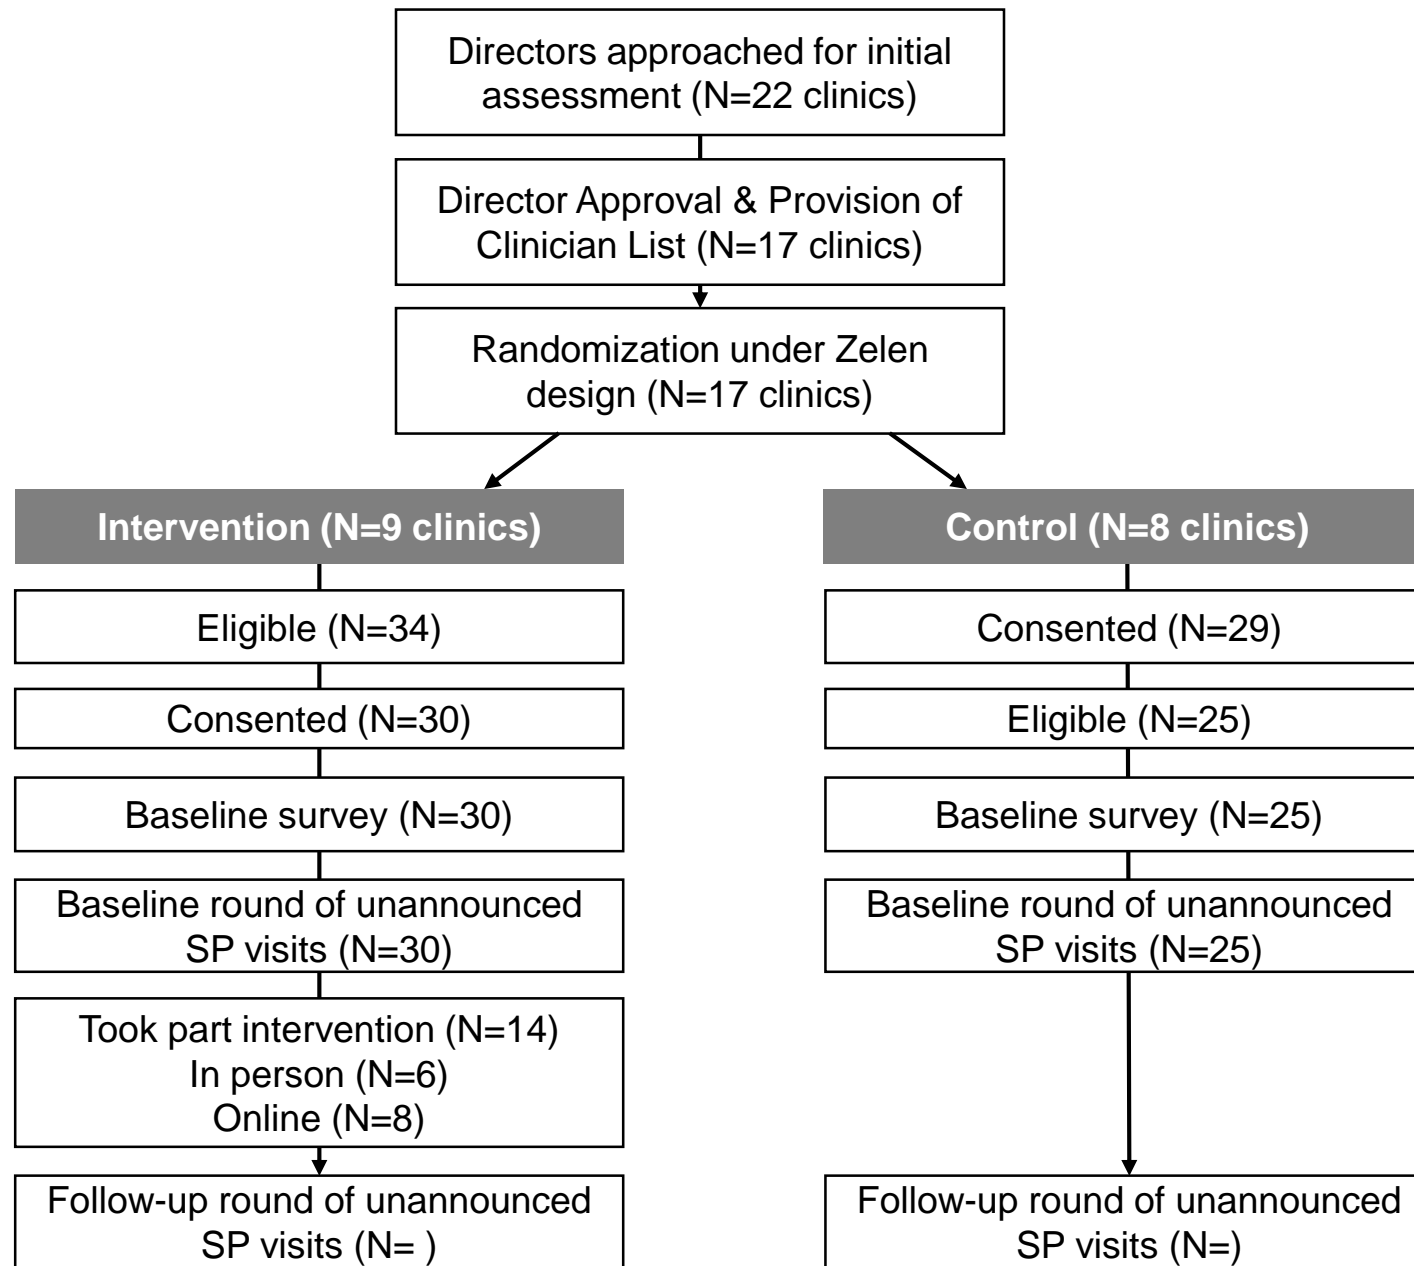 Directors approached for initial
assessment (N=22 clinics)
Director Approval & Provision of
Clinician List (N=17 clinics)
Randomization under Zelen
design (N=17 clinics)
Intervention (N=9 clinics)
Eligible (N=34)
Consented (N=30)
Baseline survey (N=30)
Baseline round of unannounced
SP visits (N=30)
Took part intervention (N=14)
In person (N=6)
Online (N=8)
Follow-up round of unannounced
SP visits (N= )
Control (N=8 clinics)
Consented (N=29)
Eligible (N=25)
Baseline survey (N=25)
Baseline round of unannounced
SP visits (N=25)
Follow-up round of unannounced
SP visits (N=)